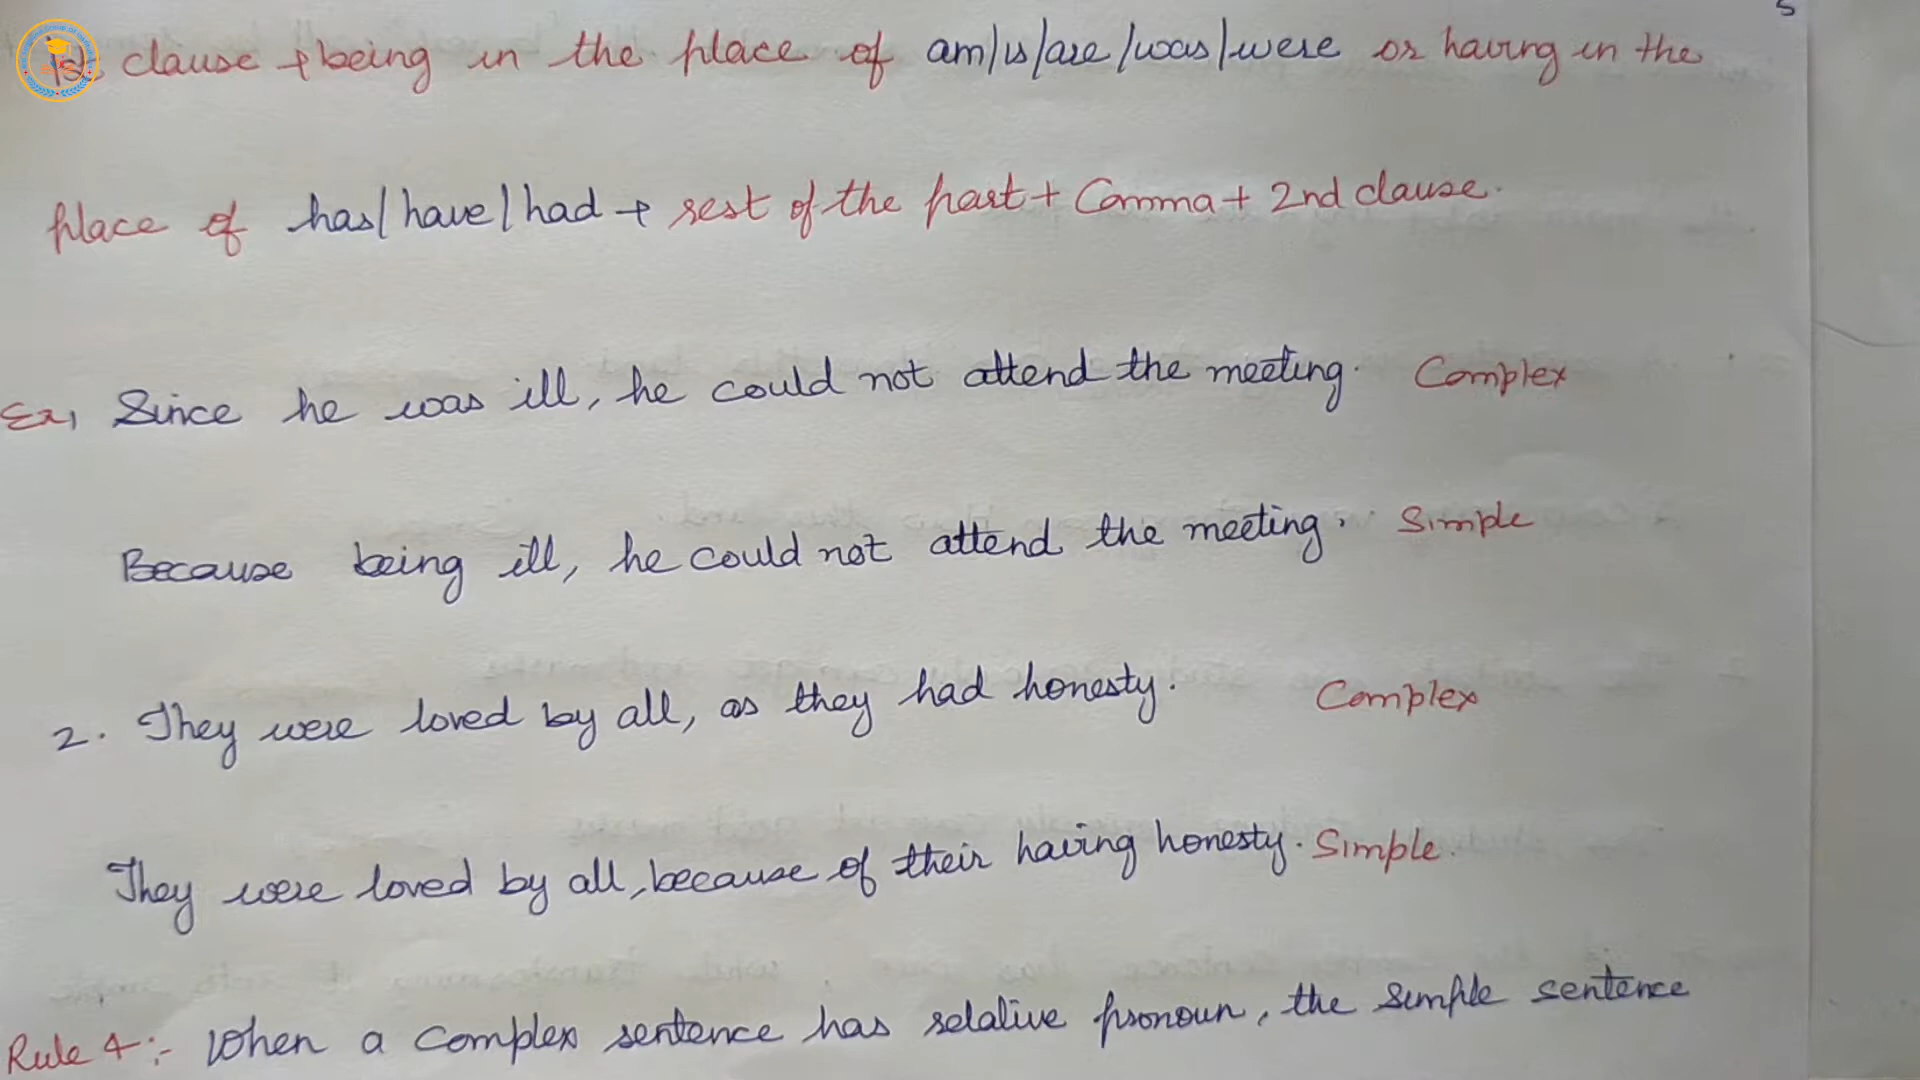 5
clause + being in the place of am/is/are/was/were or having in the
place of has/have/had + rest of the part + Comma + 2nd clause.
Ex, Since he was ill, he could not attend the meeting. Complex
Because being ill, he could not attend the meeting. Simple
2. They were loved by all, as they had honesty. Complex
They were loved by all, because of their having honesty. Simple.
Rule 4:- When a complex sentence has relative pronoun, the simple sentence